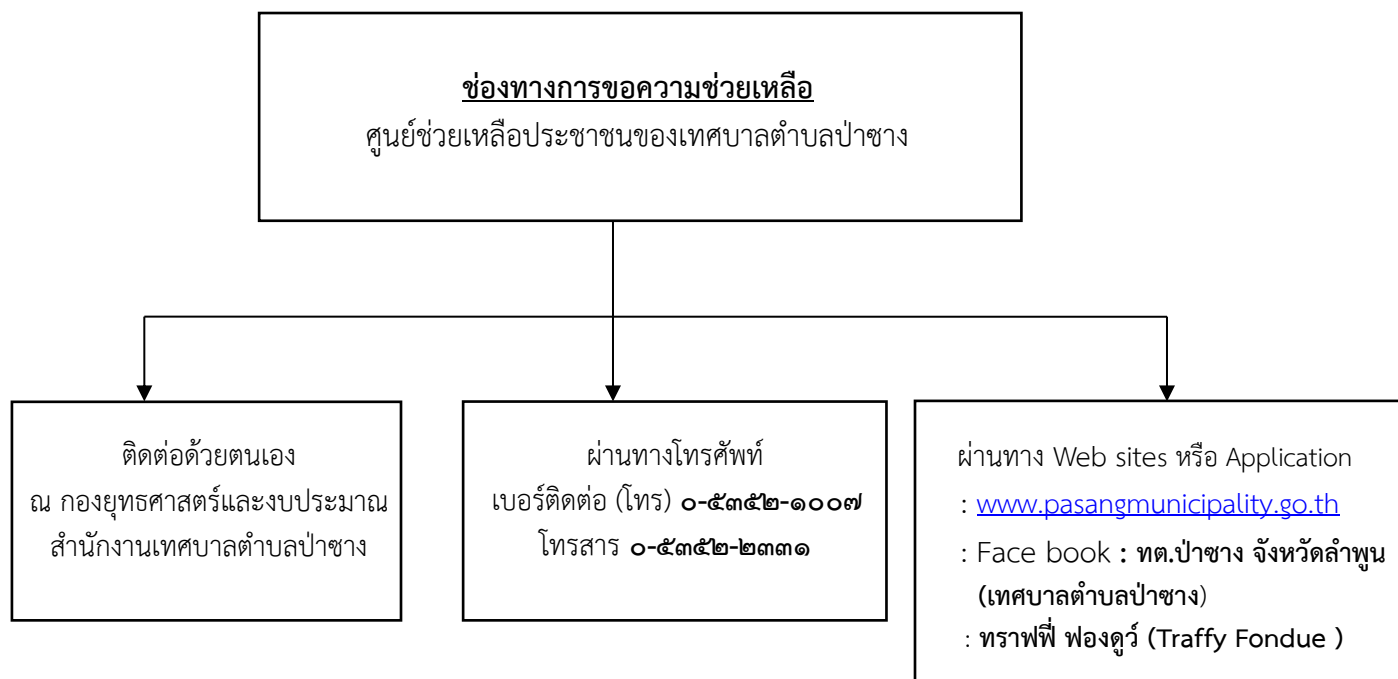 ช่องทางการขอความช่วยเหลือ
ศูนย์ช่วยเหลือประชาชนของเทศบาลตำบลป่าซาง
ติดต่อด้วยตนเอง
ณ กองยุทธศาสตร์และงบประมาณ
สำนักงานเทศบาลตำบลป่าซาง
ผ่านทางโทรศัพท์
เบอร์ติดต่อ (โทร) ๐-๕๓๕๒-๑๐๐๗
โทรสาร ๐-๕๓๕๒-๒๓๓๑
ผ่านทาง Web sites หรือ Application
: www.pasangmunicipality.go.th
: Face book : ทต.ป่าซาง จังหวัดลำพูน
(เทศบาลตำบลป่าซาง)
: ทราฟฟี่ ฟองดูว์ (Traffy Fondue )